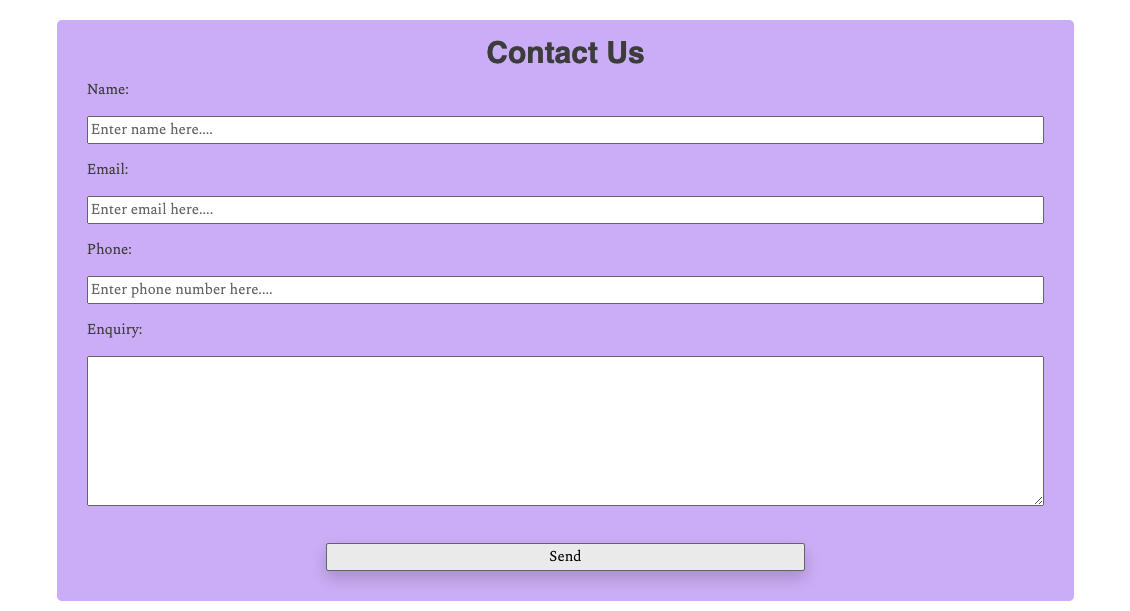 Contact Us
Name:
Enter name here....
Email:
Enter email here....
Phone:
Enter phone number here....
Enquiry:
Send